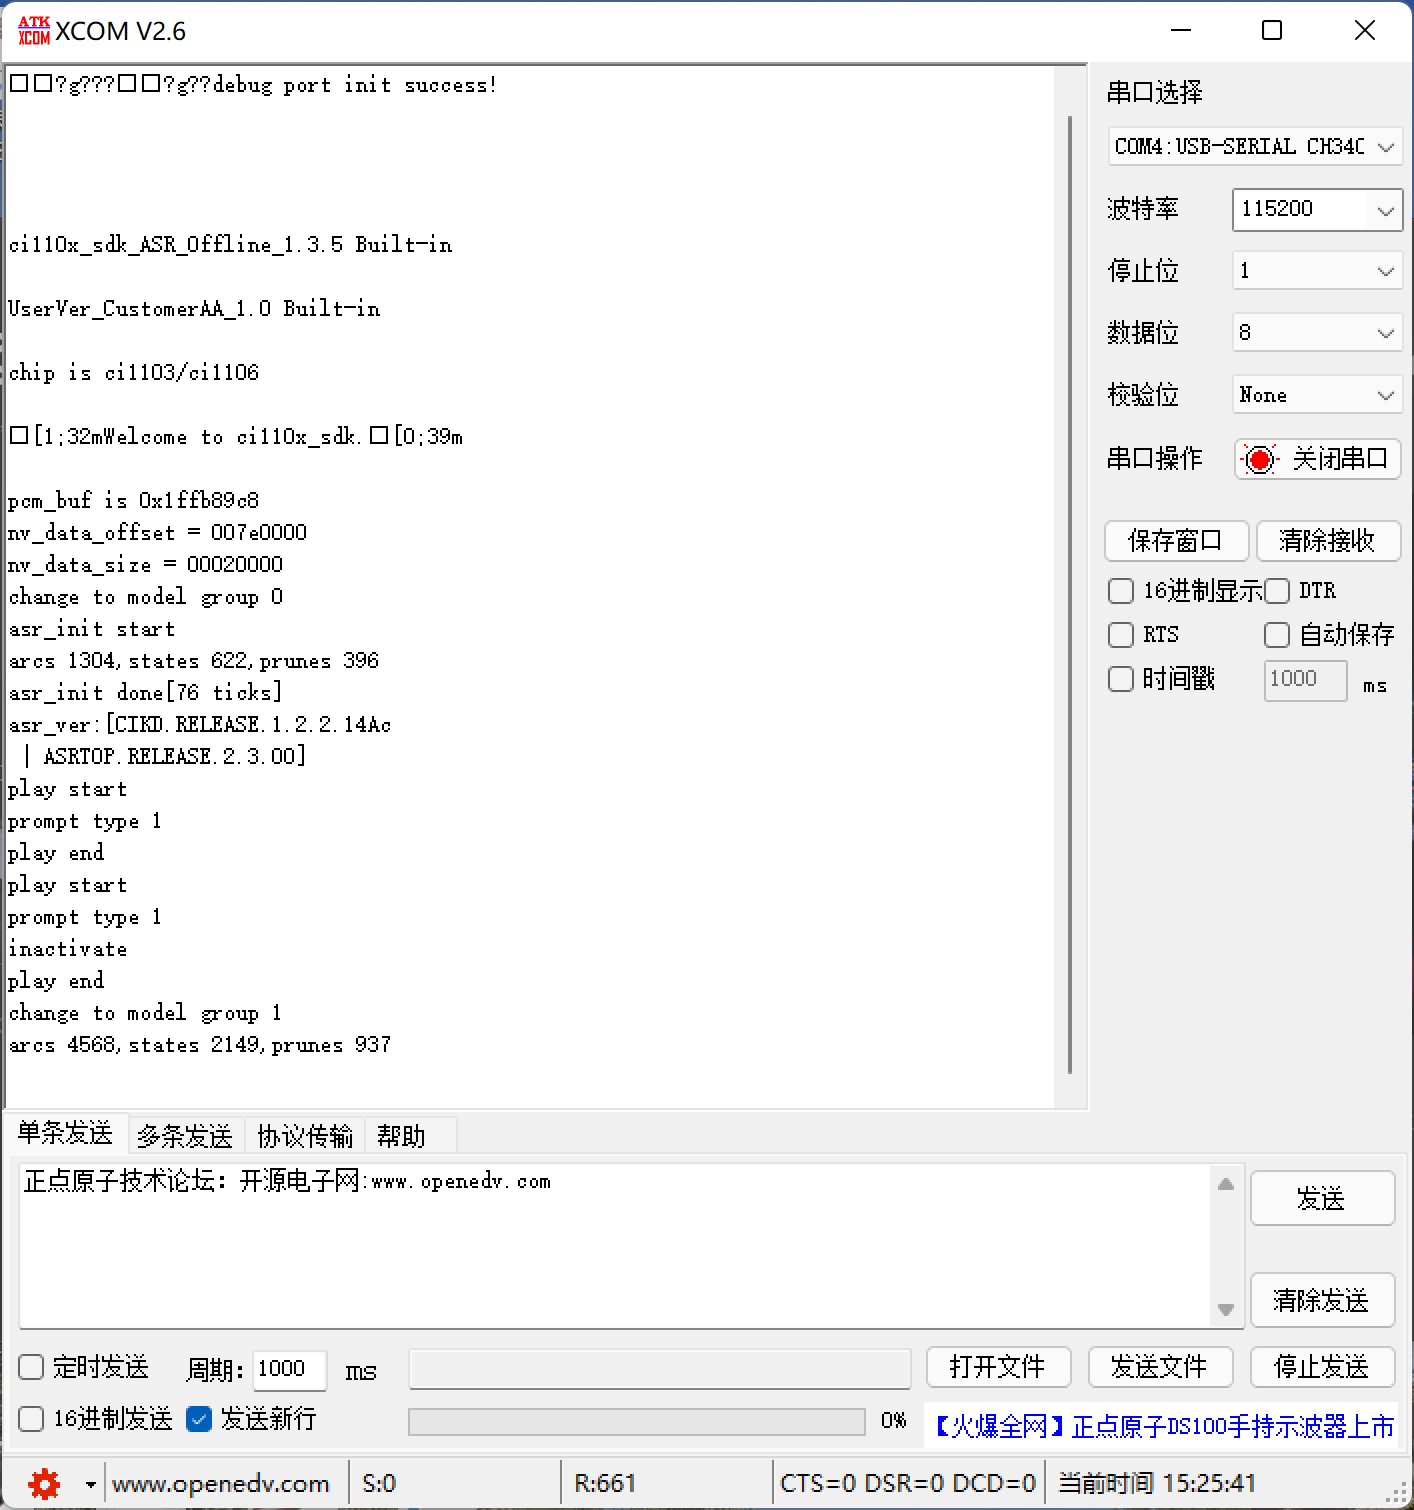 ATK XCOM XCOM V2.6
□□?g???□□?g??debug port init success!
ci110x_sdk_ASR_Offline_1.3.5 Built-in
UserVer_CustomerAA_1.0 Built-in
chip is ci1103/ci1106
□[1;32mWelcome to ci110x_sdk.□[0;39m
pcm_buf is 0x1ffb89c8
nv_data_offset = 007e0000
nv_data_size = 00020000
change to model group 0
asr_init start
arcs 1304,states 622,prunes 396
asr_init done[76 ticks]
asr_ver:[CIKD.RELEASE.1.2.2.14Ac
| ASRTOP.RELEASE.2.3.00]
play start
prompt type 1
play end
play start
prompt type 1
inactivate
play end
change to model group 1
arcs 4568,states 2149,prunes 937
串口选择
COM4:USB-SERIAL CH34C
波特率 115200
停止位 1
数据位 8
校验位 None
串口操作 关闭串口
保存窗口 清除接收
16进制显示 DTR
RTS 自动保存
时间戳 1000 ms
单条发送 多条发送 协议传输 帮助
正点原子技术论坛：开源电子网:www.openedv.com
发送
清除发送
定时发送 周期: 1000 ms 打开文件 发送文件 停止发送
16进制发送 发送新行 0% 【火爆全网】正点原子DS100手持示波器上市
www.openedv.com S:0 R:661 CTS=0 DSR=0 DCD=0 当前时间 15:25:41